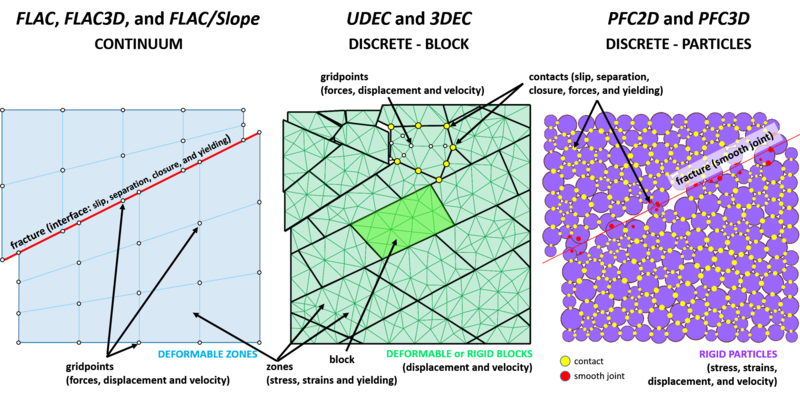 FLAC, FLAC3D, and FLAC/Slope
CONTINUUM
UDEC and 3DEC
DISCRETE - BLOCK
PFC2D and PFC3D
DISCRETE - PARTICLES
gridpoints
(forces, displacement and velocity)
contacts (slip, separation,
closure, forces, and yielding)
fracture (interface: slip, separation, closure, and yielding)
fracture (smooth joint)
DEFORMABLE ZONES
gridpoints
(forces, displacement and velocity)
zones
(stress, strains and yielding)
block
DEFORMABLE or RIGID BLOCKS
(displacement and velocity)
contact
smooth joint
RIGID PARTICLES
(stress, strains,
displacement, and velocity)